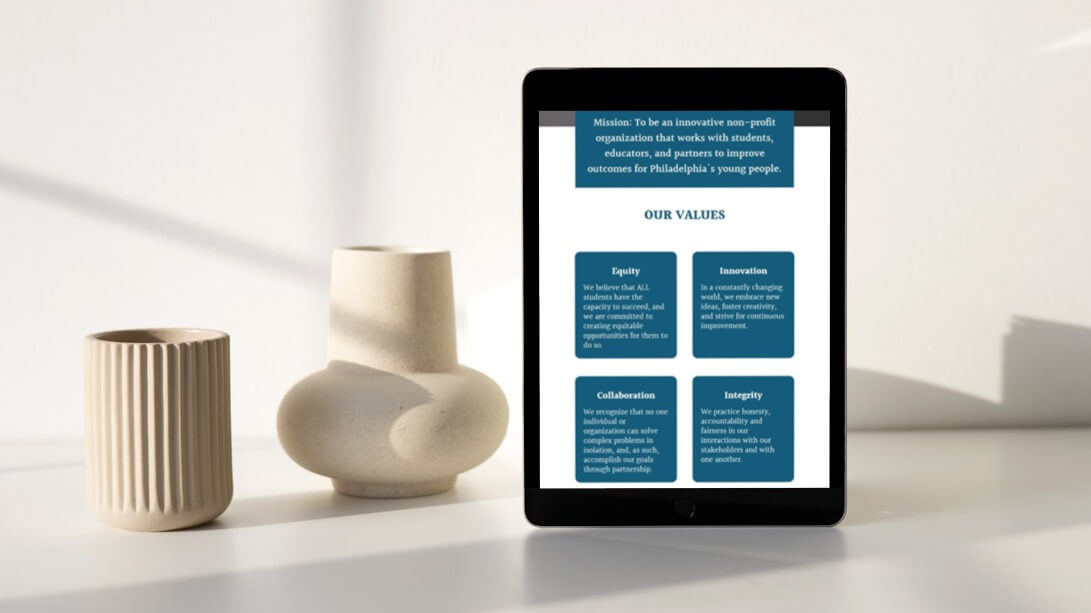 Mission: To be an innovative non-profit
organization that works with students,
educators, and partners to improve
outcomes for Philadelphia's young people.
OUR VALUES
Equity
We believe that ALL
students have the
capacity to succeed, and
we are committed to
creating equitable
opportunities for them to
do so.
Innovation
In a constantly changing
world, we embrace new
ideas, foster creativity,
and strive for continuous
improvement.
Collaboration
We recognize that no one
individual or
organization can solve
complex problems in
isolation, and, as such,
accomplish our goals
through partnership.
Integrity
We practice honesty,
accountability and
fairness in our
interactions with our
stakeholders and with
one another.